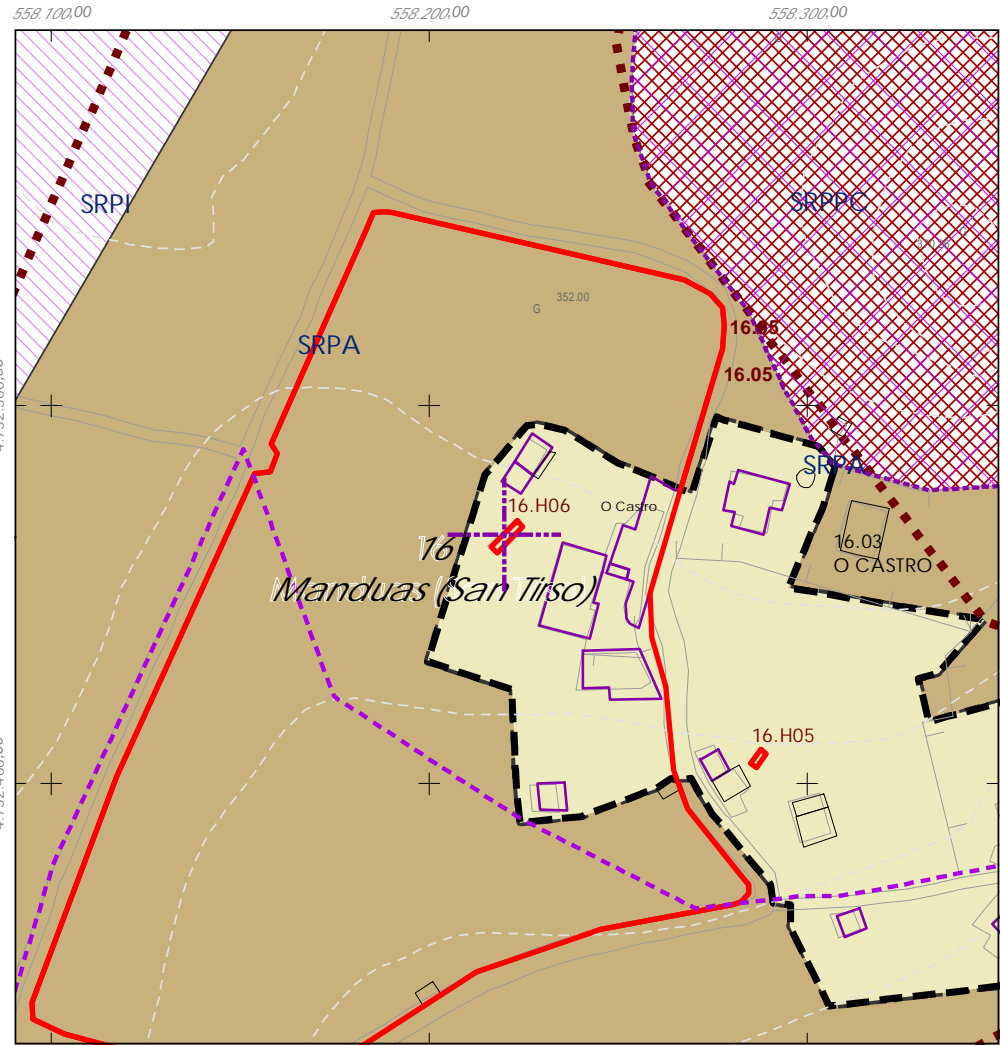 558.100,00
558.200,00
558.300,00
SRPI
SRPPC
G
352.00
G
16.05
SRPA
16.05
SRPA
16.H06
O Castro
16
16.03
O CASTRO
Manduas (San Tirso)
16.H05